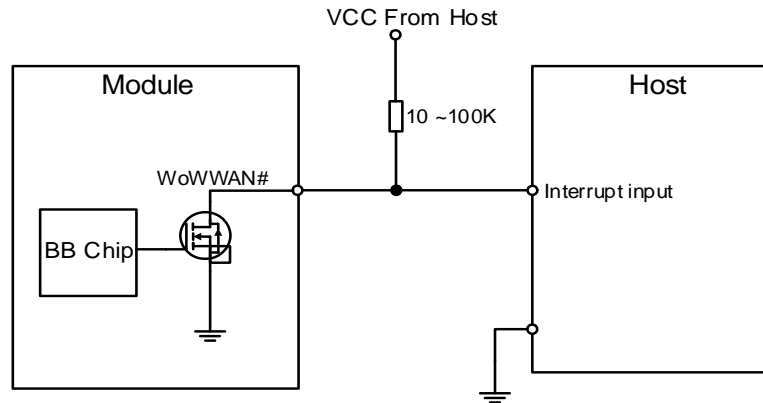 VCC From Host
Module
Host
10 ~100K
WoWWAN#
Interrupt input
BB Chip